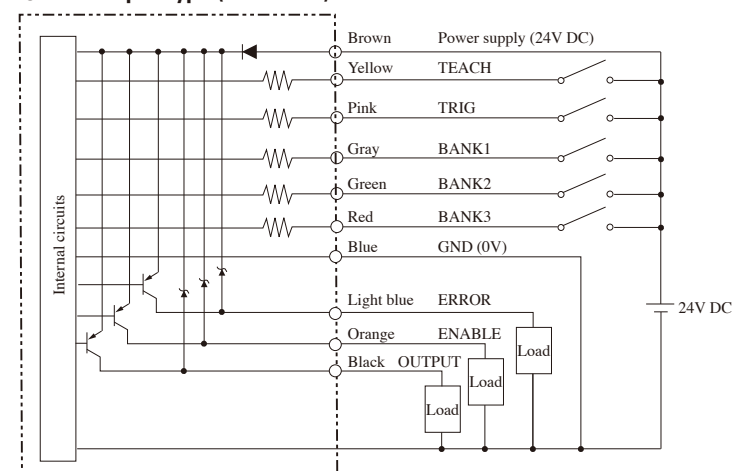 Brown Power supply (24V DC)
Yellow TEACH
Pink TRIG
Gray BANK1
Green BANK2
Red BANK3
Blue GND (0V)
Internal circuits
Light blue ERROR
24V DC
Orange ENABLE
Load
Black OUTPUT
Load
Load